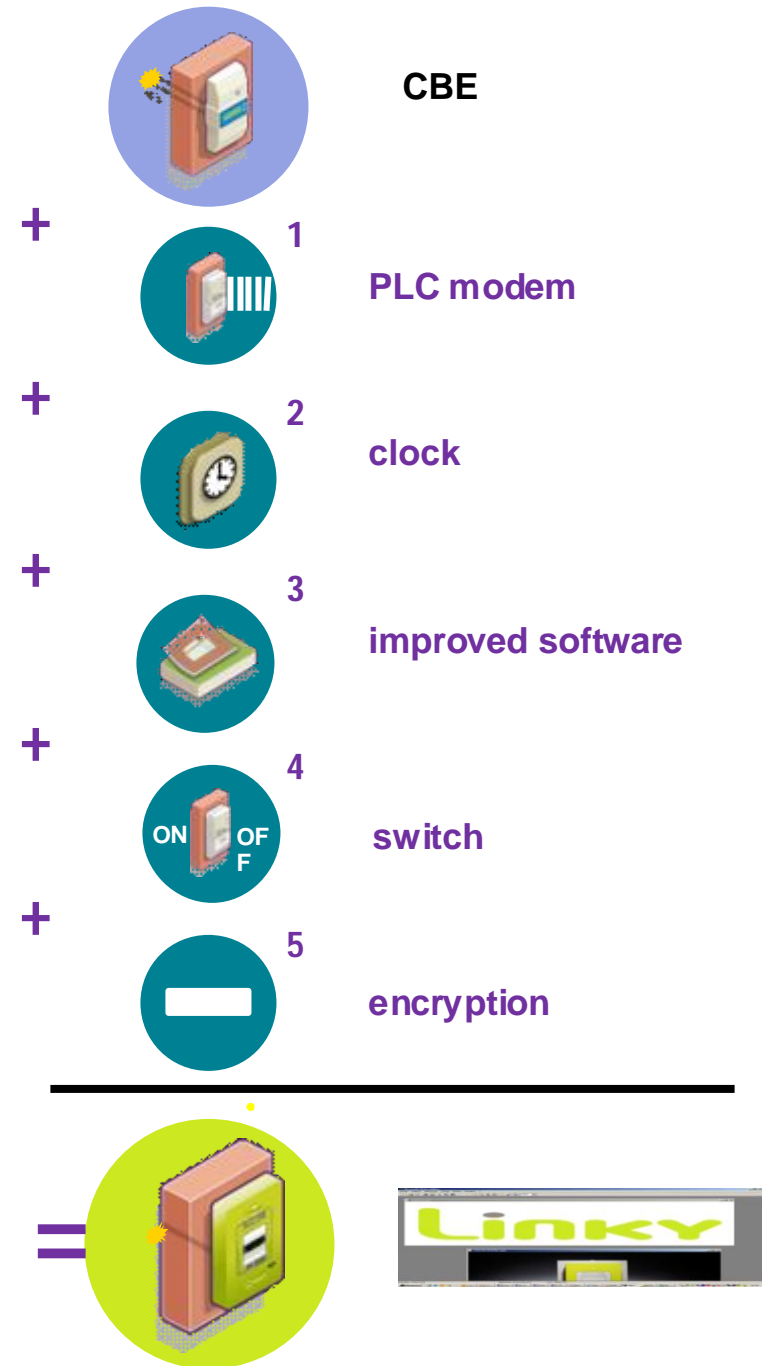 CBE
+
1
PLC modem
+
2
clock
+
3
improved software
+
4
ON
OF
F
switch
+
5
encryption
=
Linky